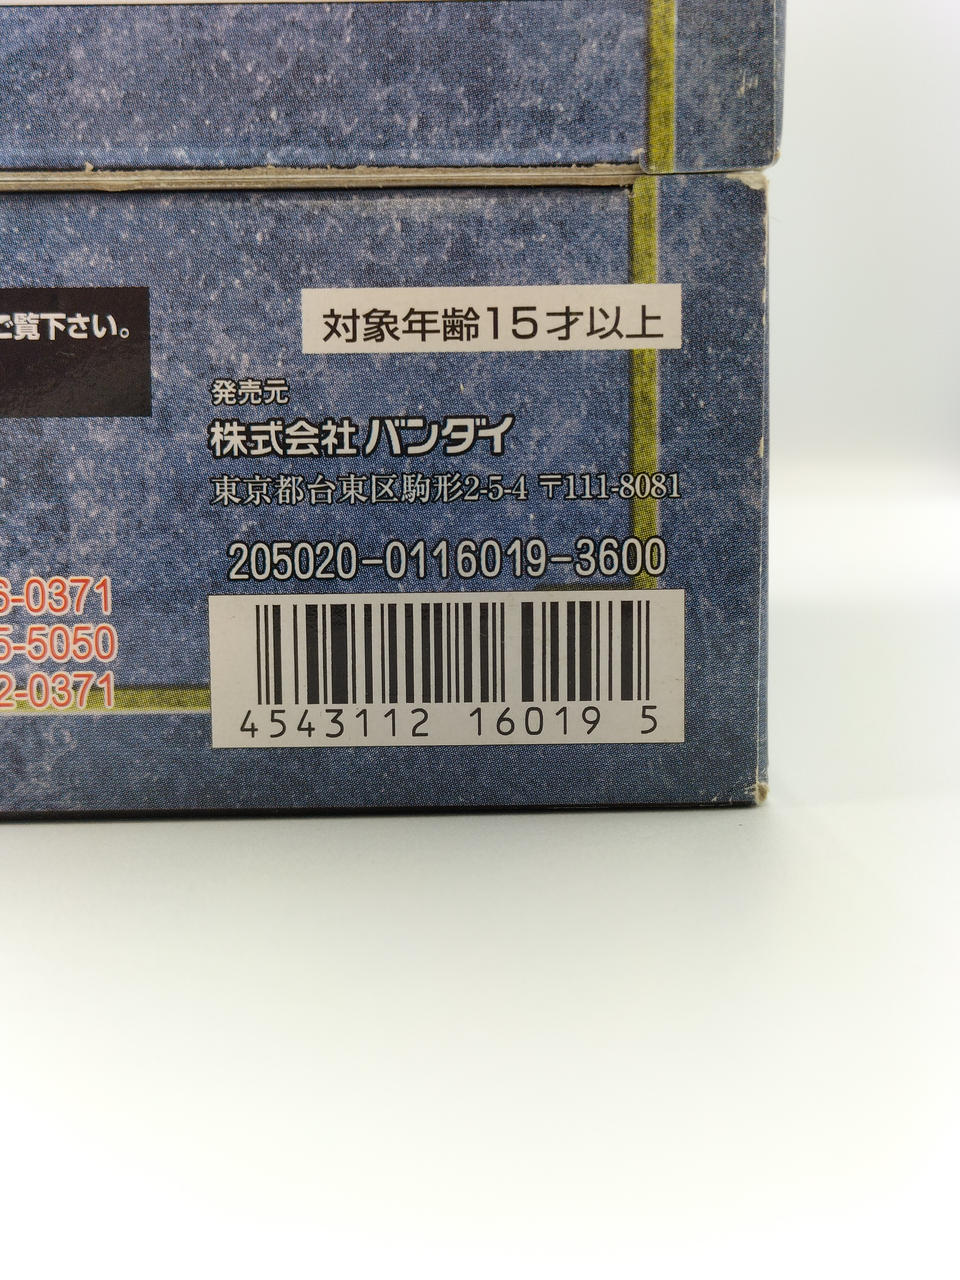 ご覧下さい。
対象年齢15才以上
発売元
株式会社バンダイ
東京都台東区駒形2-5-4 〒111-8081
205020-0116019-3600
6-0371
5-5050
2-0371
4543112 16019 5